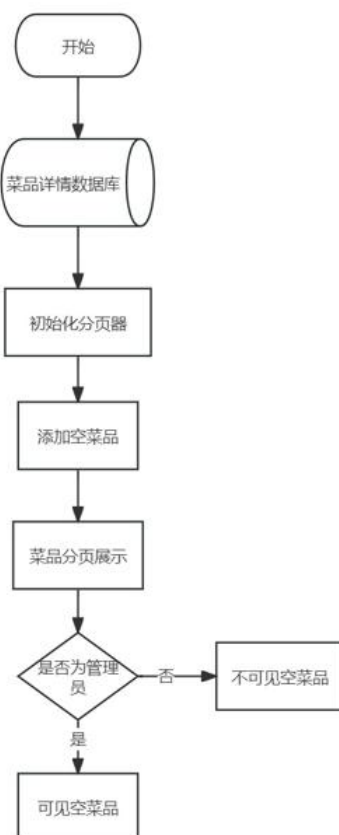 开始
菜品详情数据库
初始化分页器
添加空菜品
菜品分页展示
是否为管理
员
否
不可见空菜品
是
可见空菜品